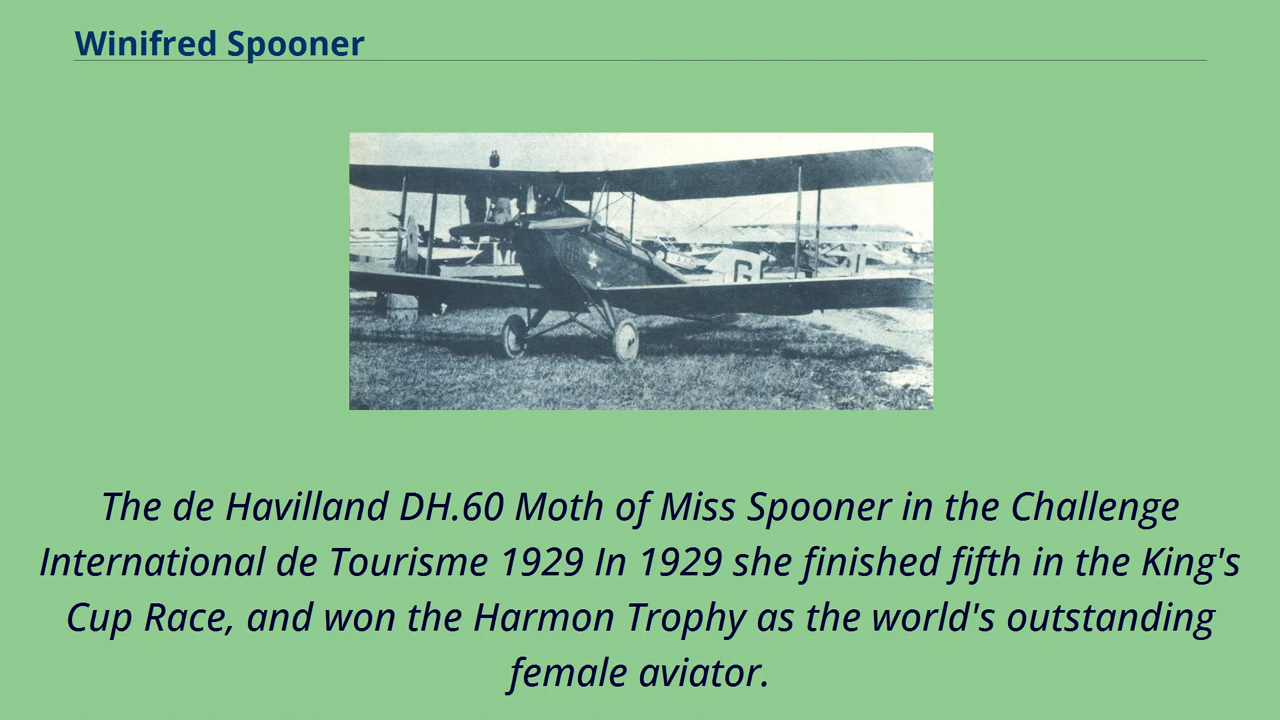 Winifred Spooner
G
The de Havilland DH.60 Moth of Miss Spooner in the Challenge
International de Tourisme 1929 In 1929 she finished fifth in the King's
Cup Race, and won the Harmon Trophy as the world's outstanding
female aviator.